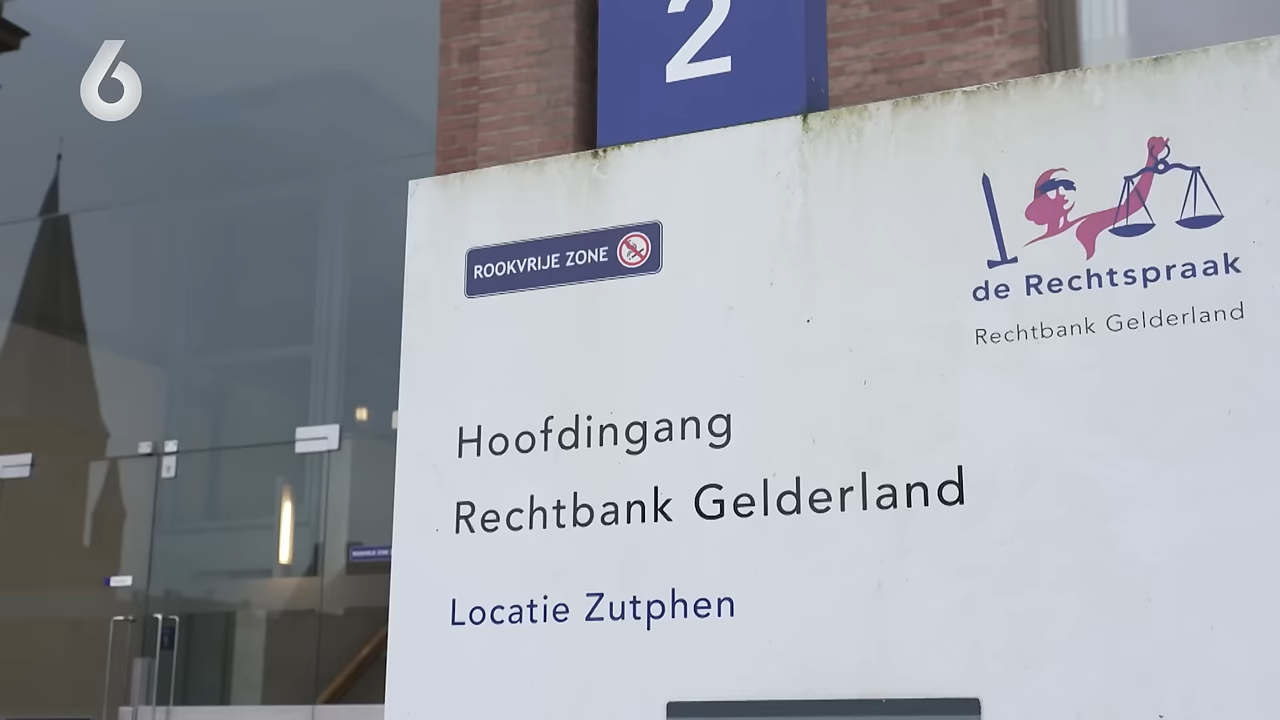 6
2
ROOKVRIJE ZONE
de Rechtspraak
Rechtbank Gelderland
Hoofdingang
Rechtbank Gelderland
Locatie Zutphen